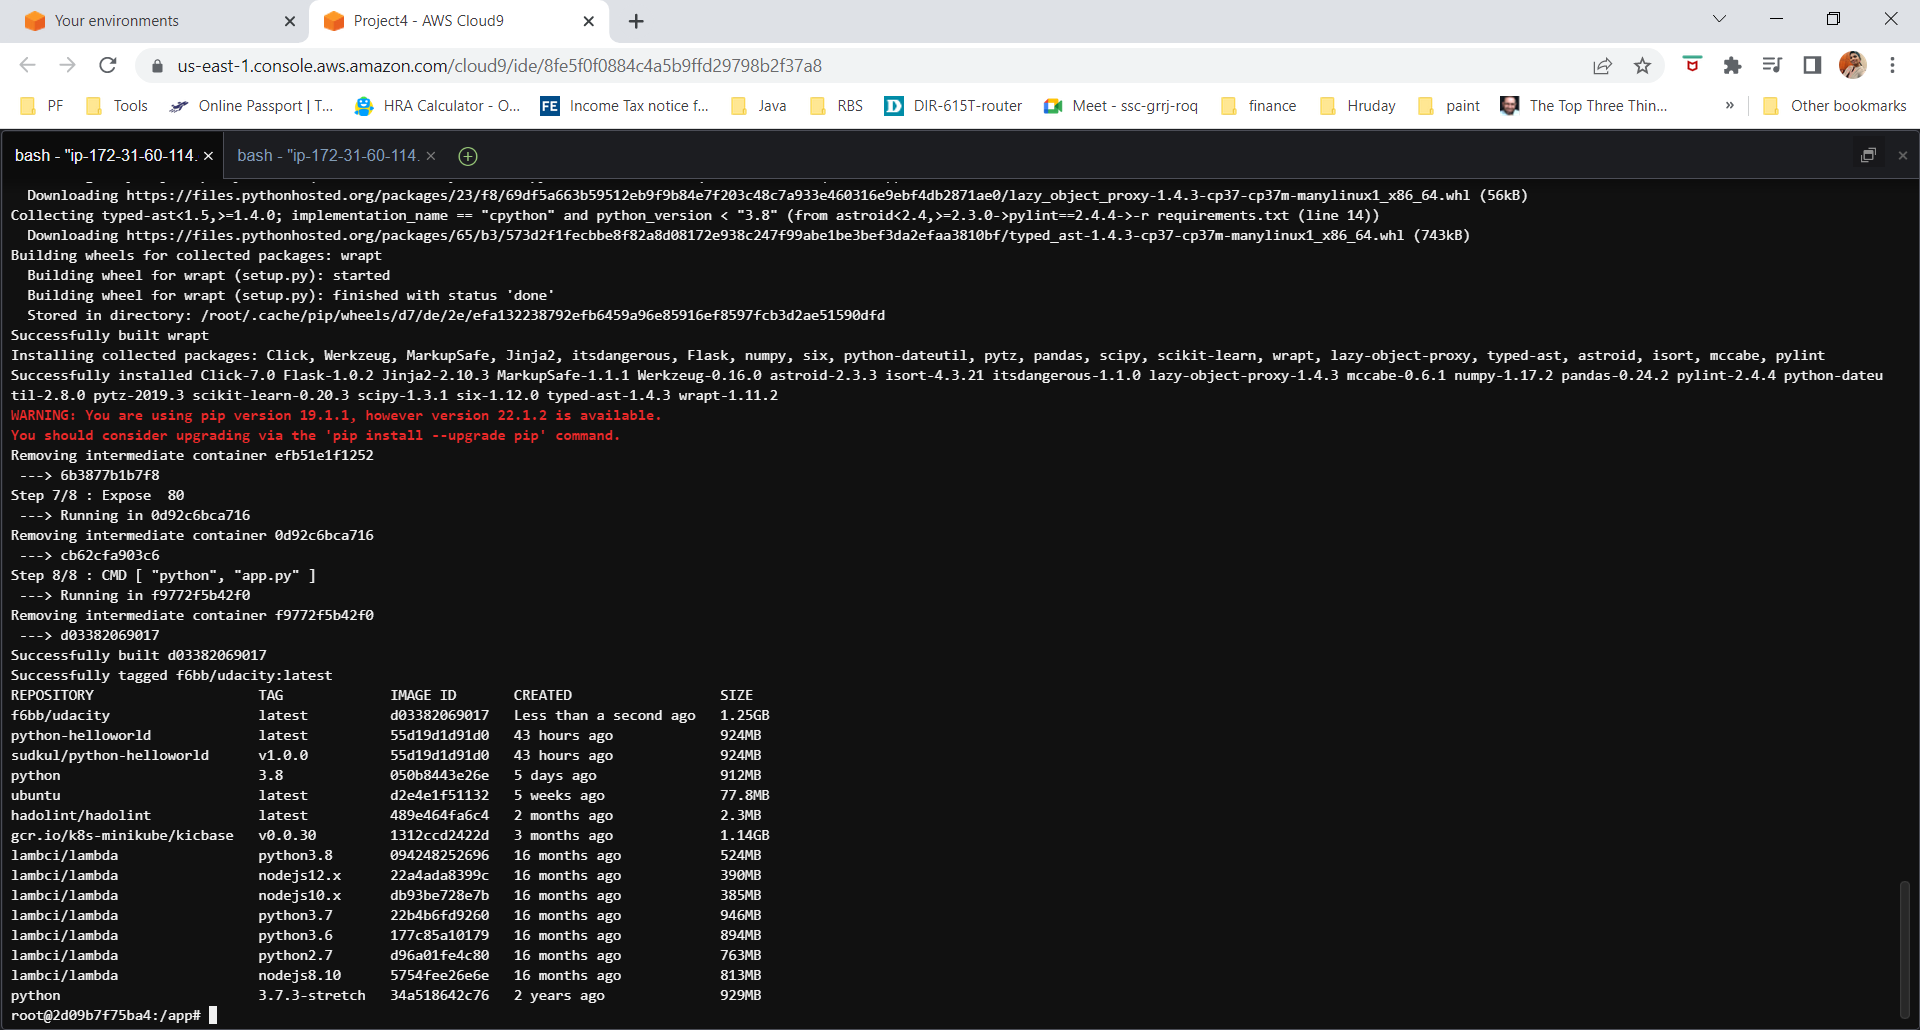 Your environments
Project4 - AWS Cloud9
us-east-1.console.aws.amazon.com/cloud9/ide/8fe5f0f0884c4a5b9ffd29798b2f37a8
PF
Tools
Online Passport | T...
HRA Calculator - O...
FE
Income Tax notice f...
Java
RBS
D
DIR-615T-router
Meet - ssc-grrj-roq
finance
Hruday
paint
The Top Three Thin...
»
Other bookmarks
bash - "ip-172-31-60-114.
bash - "ip-172-31-60-114.
  Downloading https://files.pythonhosted.org/packages/23/f8/69df5a663b59512eb9f9b84e7f203c48c7a933e460316e9ebf4db2871ae0/lazy_object_proxy-1.4.3-cp37-cp37m-manylinux1_x86_64.whl (56kB)
Collecting typed-ast<1.5,>=1.4.0; implementation_name == "cpython" and python_version < "3.8" (from astroid<2.4,>=2.3.0->pylint==2.4.4->-r requirements.txt (line 14))
  Downloading https://files.pythonhosted.org/packages/65/b3/573d2f1fecbbe8f82a8d08172e938c247f99abe1be3bef3da2efaa3810bf/typed_ast-1.4.3-cp37-cp37m-manylinux1_x86_64.whl (743kB)
Building wheels for collected packages: wrapt
  Building wheel for wrapt (setup.py): started
  Building wheel for wrapt (setup.py): finished with status 'done'
  Stored in directory: /root/.cache/pip/wheels/d7/de/2e/efa132238792efb6459a96e85916ef8597fcb3d2ae51590dfd
Successfully built wrapt
Installing collected packages: Click, Werkzeug, MarkupSafe, Jinja2, itsdangerous, Flask, numpy, six, python-dateutil, pytz, pandas, scipy, scikit-learn, wrapt, lazy-object-proxy, typed-ast, astroid, isort, mccabe, pylint
Successfully installed Click-7.0 Flask-1.0.2 Jinja2-2.10.3 MarkupSafe-1.1.1 Werkzeug-0.16.0 astroid-2.3.3 isort-4.3.21 itsdangerous-1.1.0 lazy-object-proxy-1.4.3 mccabe-0.6.1 numpy-1.17.2 pandas-0.24.2 pylint-2.4.4 python-dateu
til-2.8.0 pytz-2019.3 scikit-learn-0.20.3 scipy-1.3.1 six-1.12.0 typed-ast-1.4.3 wrapt-1.11.2
WARNING: You are using pip version 19.1.1, however version 22.1.2 is available.
You should consider upgrading via the 'pip install --upgrade pip' command.
Removing intermediate container efb51e1f1252
 ---> 6b3877b1b7f8
Step 7/8 : Expose  80
 ---> Running in 0d92c6bca716
Removing intermediate container 0d92c6bca716
 ---> cb62cfa903c6
Step 8/8 : CMD [ "python", "app.py" ]
 ---> Running in f9772f5b42f0
Removing intermediate container f9772f5b42f0
 ---> d03382069017
Successfully built d03382069017
Successfully tagged f6bb/udacity:latest
REPOSITORY                    TAG             IMAGE ID       CREATED                  SIZE
f6bb/udacity                  latest          d03382069017   Less than a second ago   1.25GB
python-helloworld             latest          55d19d1d91d0   43 hours ago             924MB
sudkul/python-helloworld      v1.0.0          55d19d1d91d0   43 hours ago             924MB
python                        3.8             050b8443e26e   5 days ago               912MB
ubuntu                        latest          d2e4e1f51132   5 weeks ago              77.8MB
hadolint/hadolint             latest          489e464fa6c4   2 months ago             2.3MB
gcr.io/k8s-minikube/kicbase   v0.0.30         1312ccd2422d   3 months ago             1.14GB
lambci/lambda                 python3.8       094248252696   16 months ago            524MB
lambci/lambda                 nodejs12.x      22a4ada8399c   16 months ago            390MB
lambci/lambda                 nodejs10.x      db93be728e7b   16 months ago            385MB
lambci/lambda                 python3.7       22b4b6fd9260   16 months ago            946MB
lambci/lambda                 python3.6       177c85a10179   16 months ago            894MB
lambci/lambda                 python2.7       d96a01fe4c80   16 months ago            763MB
lambci/lambda                 nodejs8.10      5754fee26e6e   16 months ago            813MB
python                        3.7.3-stretch   34a518642c76   2 years ago              929MB
root@2d09b7f75ba4:/app#